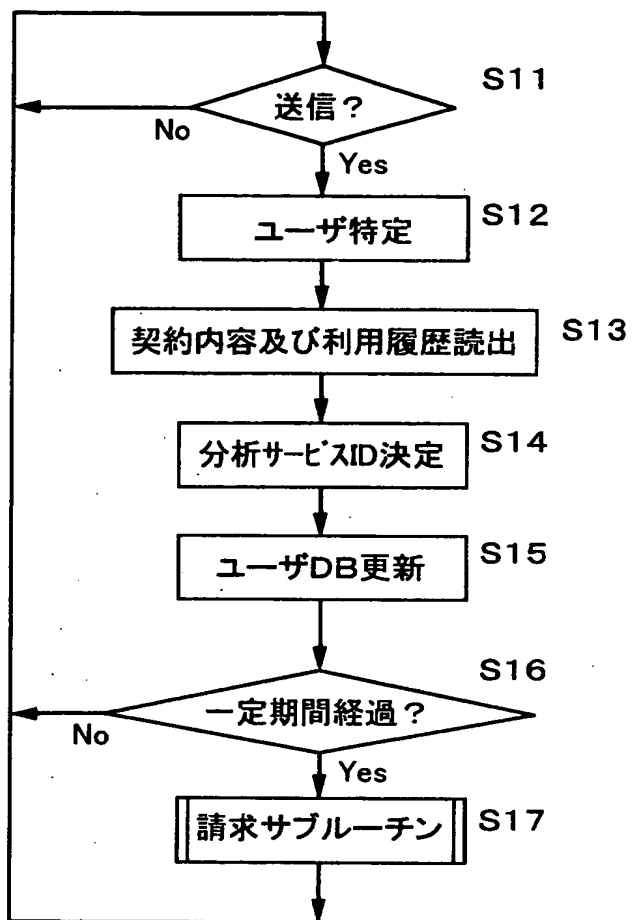 S11
送信？
No
Yes
S12
ユーザ特定
S13
契約内容及び利用履歴読出
S14
分析サービスID決定
S15
ユーザDB更新
S16
一定期間経過？
No
Yes
S17
請求サブルーチン